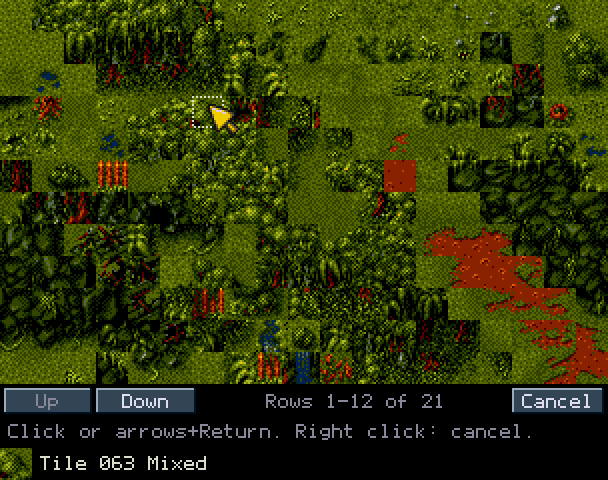 Up Down Rows 1-12 of 21 Cancel
Click or arrows+Return. Right click: cancel.
Tile 063 Mixed